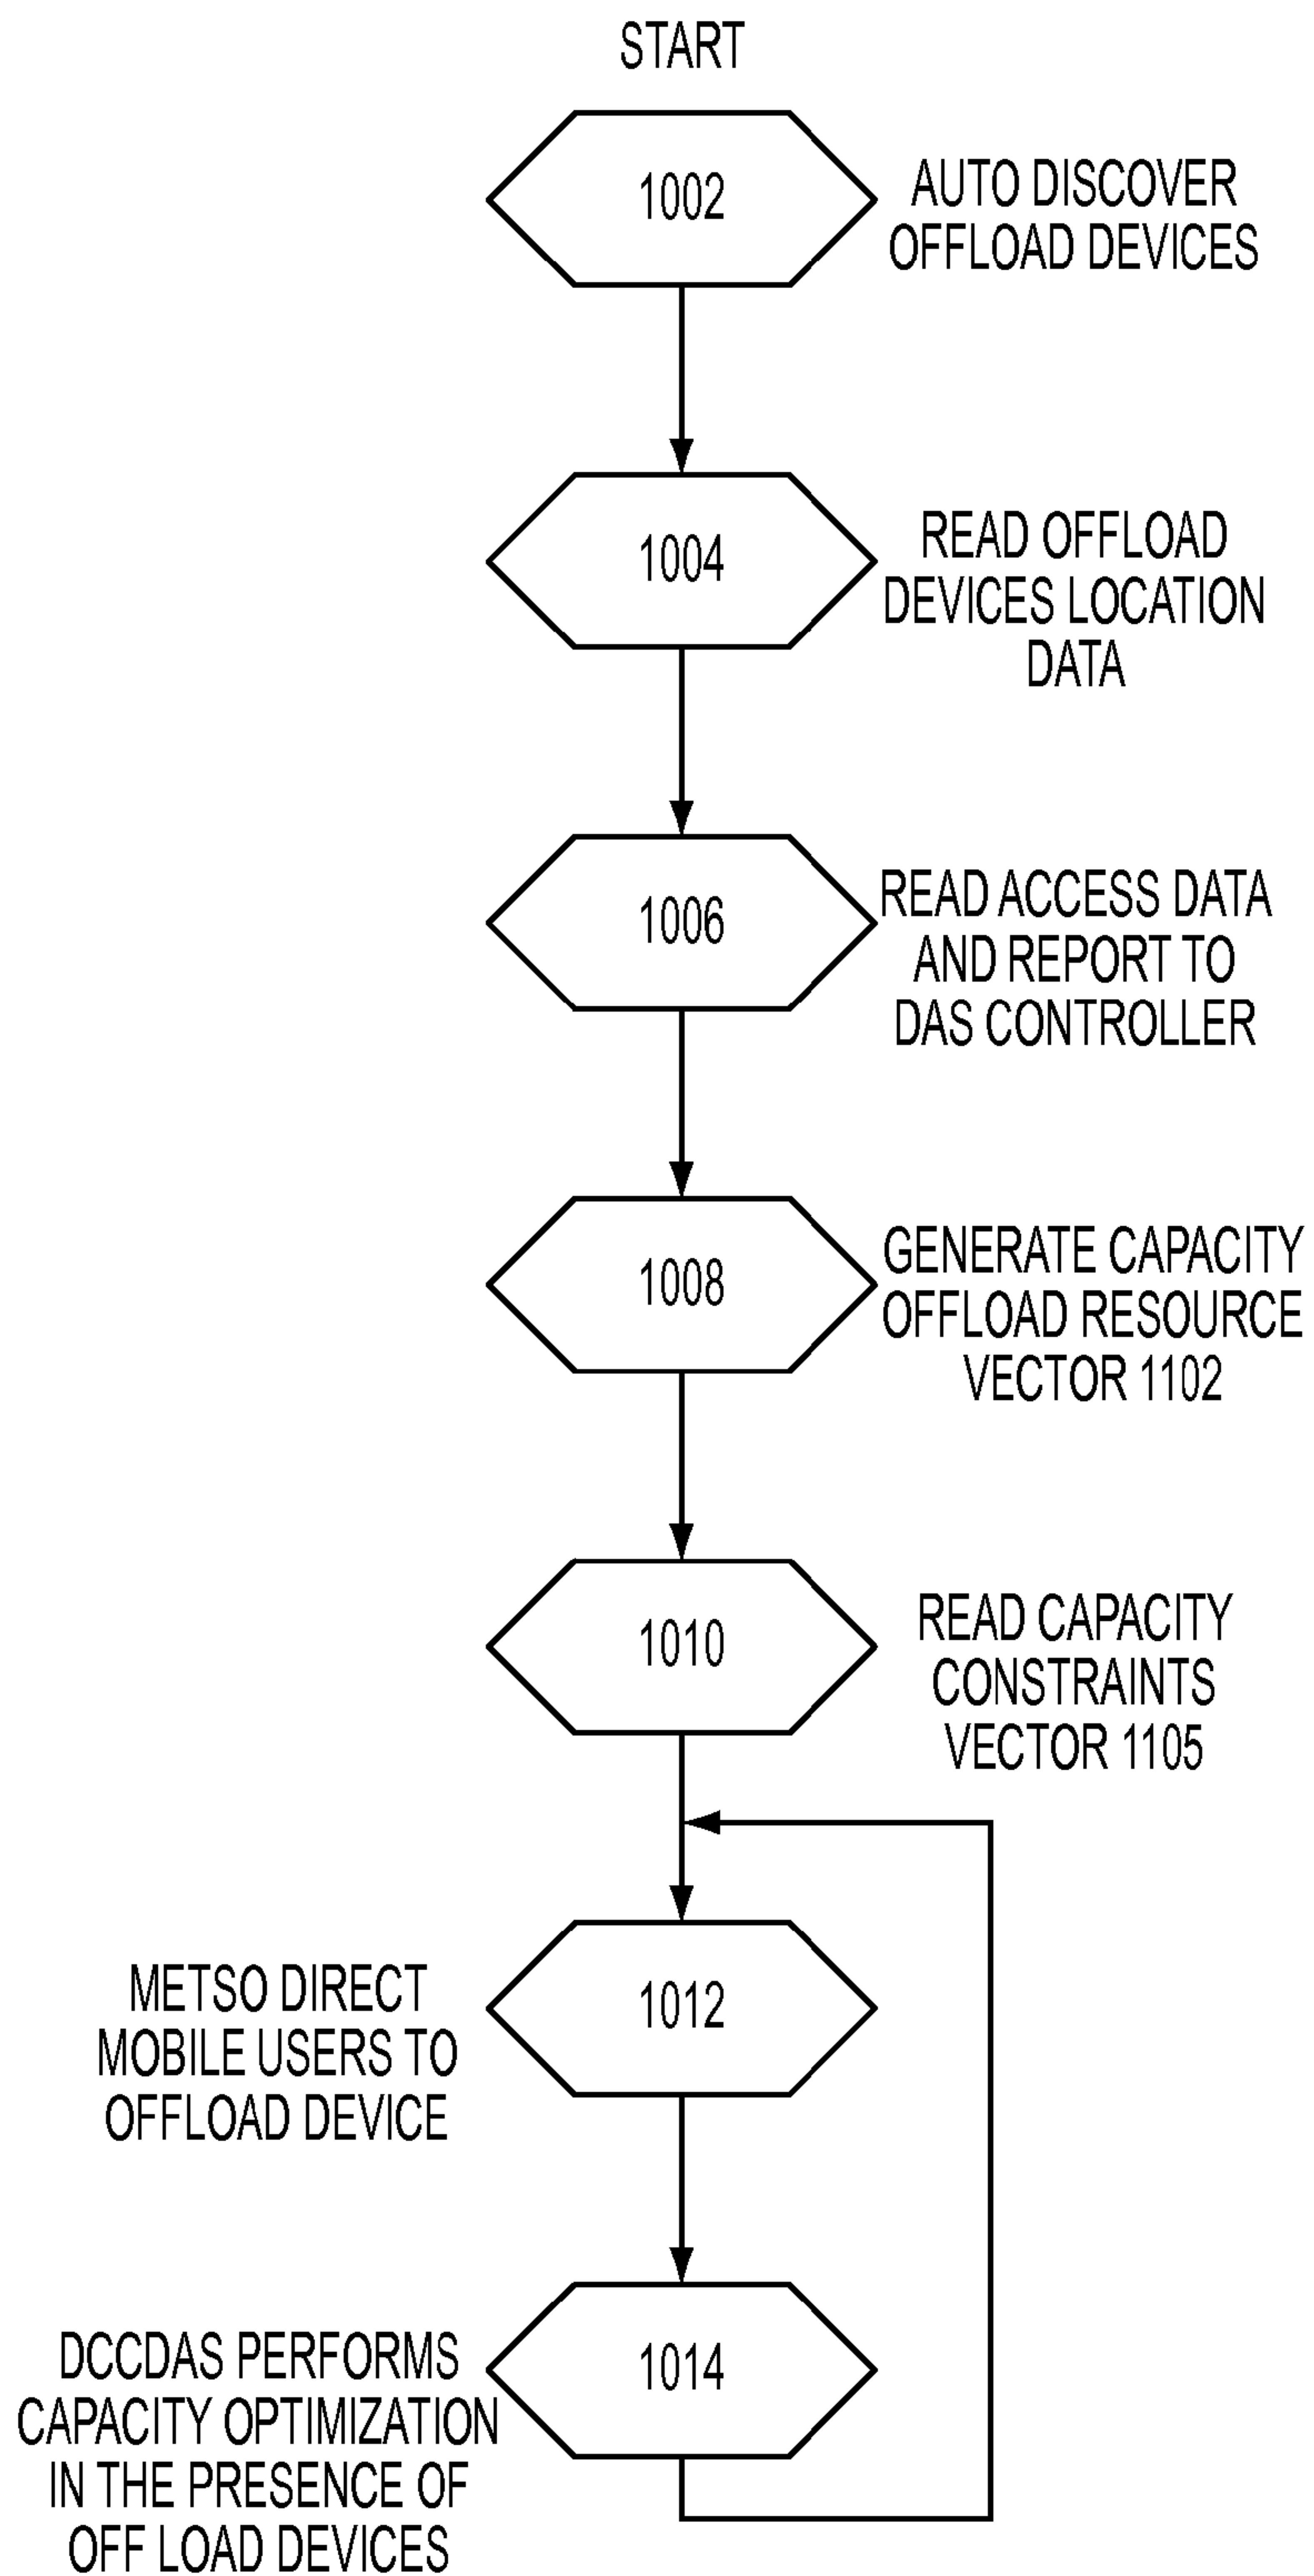 START
1002
AUTO DISCOVER
OFFLOAD DEVICES
1004
READ OFFLOAD
DEVICES LOCATION
DATA
1006
READ ACCESS DATA
AND REPORT TO
DAS CONTROLLER
1008
GENERATE CAPACITY
OFFLOAD RESOURCE
VECTOR 1102
1010
READ CAPACITY
CONSTRAINTS
VECTOR 1105
METSO DIRECT
MOBILE USERS TO
OFFLOAD DEVICE
1012
DCCDAS PERFORMS
CAPACITY OPTIMIZATION
IN THE PRESENCE OF
OFF LOAD DEVICES
1014